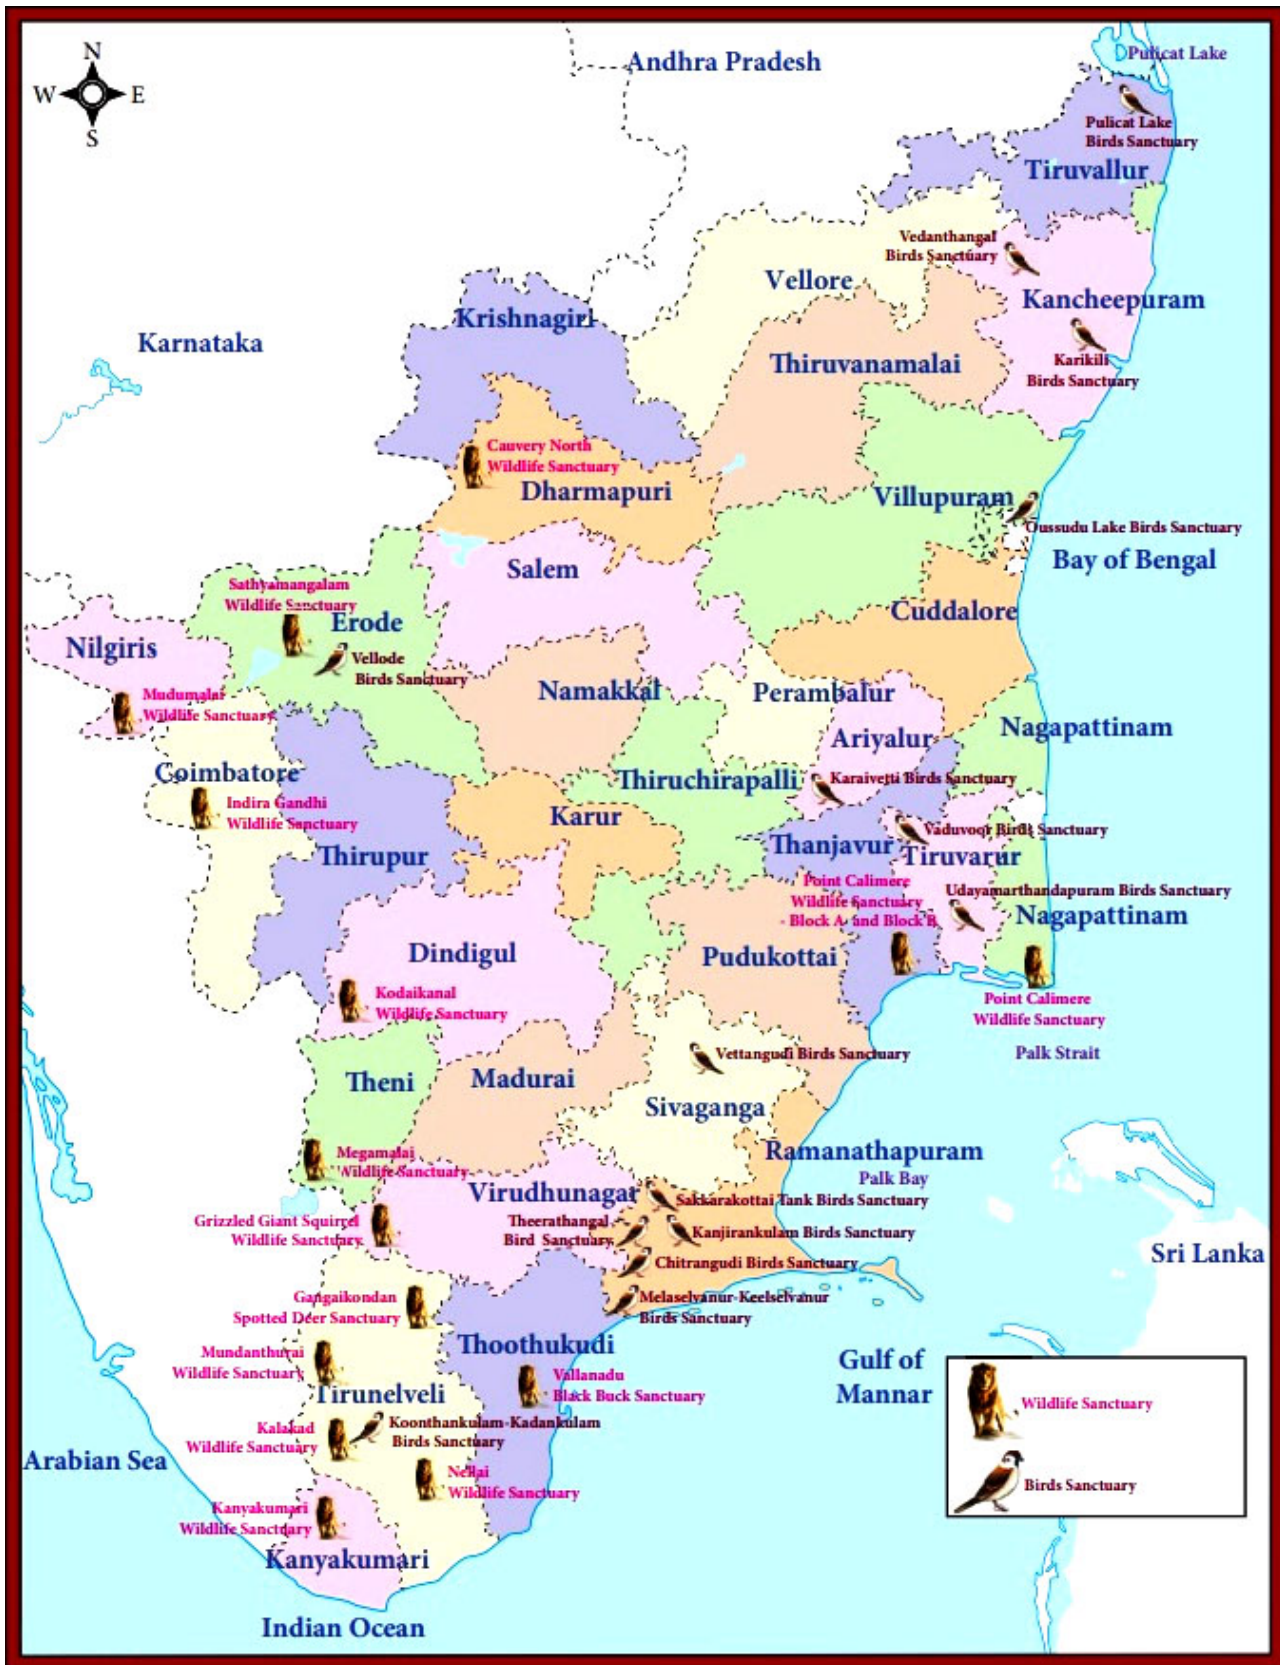 Pulicat Lake
Andhra Pradesh
N
W
E
S
Pulicat Lake
Birds Sanctuary
Tiruvallur
Vedanthangal
Birds Sanctuary
Vellore
Kancheepuram
Krishnagiri
Karnataka
Thiruvanamalai
Karikili
Birds Sanctuary
Cauvery North
Wildlife Sanctuary
Dharmapuri
Villupuram
Oussudu Lake Birds Sanctuary
Bay of Bengal
Salem
Sathyamangalam
Wildlife Sanctuary
Erode
Cuddalore
Nilgiris
Vellode
Birds Sanctuary
Mudumalai
Wildlife Sanctuary
Namakkal
Perambalur
Nagapattinam
Ariyalur
Coimbatore
Thiruchirapalli
Karaivetti Birds Sanctuary
Indira Gandhi
Wildlife Sanctuary
Karur
Vaduvoor Birds Sanctuary
Thirupur
Thanjavur
Tiruvarur
Point Calimere
Wildlife Sanctuary
- Block A and Block B
Udayamarthandapuram Birds Sanctuary
Nagapattinam
Dindigul
Pudukottai
Kodaikanal
Wildlife Sanctuary
Point Calimere
Wildlife Sanctuary
Palk Strait
Vettangudi Birds Sanctuary
Theni
Madurai
Sivaganga
Megamalai
Wildlife Sanctuary
Ramanathapuram
Palk Bay
Virudhunagar
Sakkarakottai Tank Birds Sanctuary
Grizzled Giant Squirrel
Wildlife Sanctuary
Theerathangal
Bird Sanctuary
Kanjirankulam Birds Sanctuary
Chitrangudi Birds Sanctuary
Sri Lanka
Gangaikondan
Spotted Deer Sanctuary
Melaselvanur-Keelselvanur
Birds Sanctuary
Mundanthurai
Wildlife Sanctuary
Thoothukudi
Vallanadu
Black Buck Sanctuary
Gulf of
Mannar
Tirunelveli
Wildlife Sanctuary
Kalakad
Wildlife Sanctuary
Koonthankulam-Kadankulam
Birds Sanctuary
Arabian Sea
Nellai
Wildlife Sanctuary
Birds Sanctuary
Kanyakumari
Wildlife Sanctuary
Kanyakumari
Indian Ocean